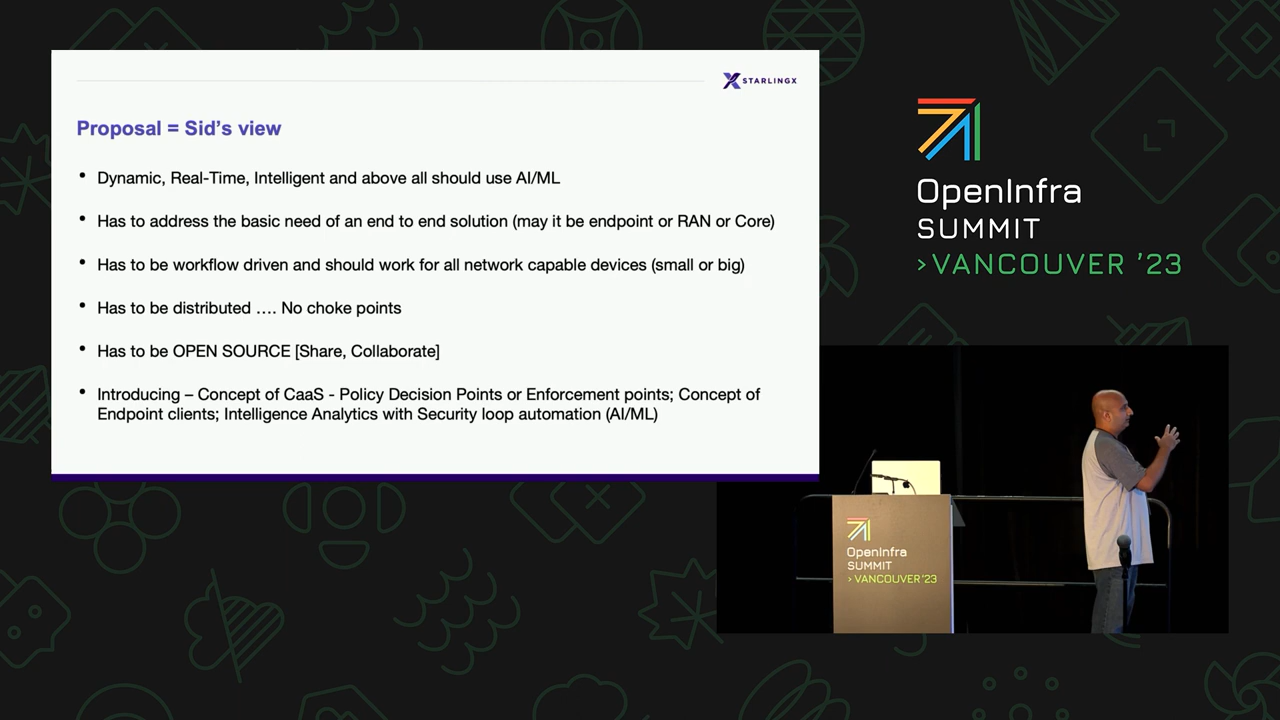 STARLINGX
Proposal = Sid’s view
• Dynamic, Real-Time, Intelligent and above all should use AI/ML
• Has to address the basic need of an end to end solution (may it be endpoint or RAN or Core)
• Has to be workflow driven and should work for all network capable devices (small or big)
• Has to be distributed …. No choke points
• Has to be OPEN SOURCE [Share, Collaborate]
• Introducing – Concept of CaaS - Policy Decision Points or Enforcement points; Concept of
Endpoint clients; Intelligence Analytics with Security loop automation (AI/ML)
OpenInfra
SUMMIT
>VANCOUVER ’23
OpenInfra
SUMMIT
>VANCOUVER ’23